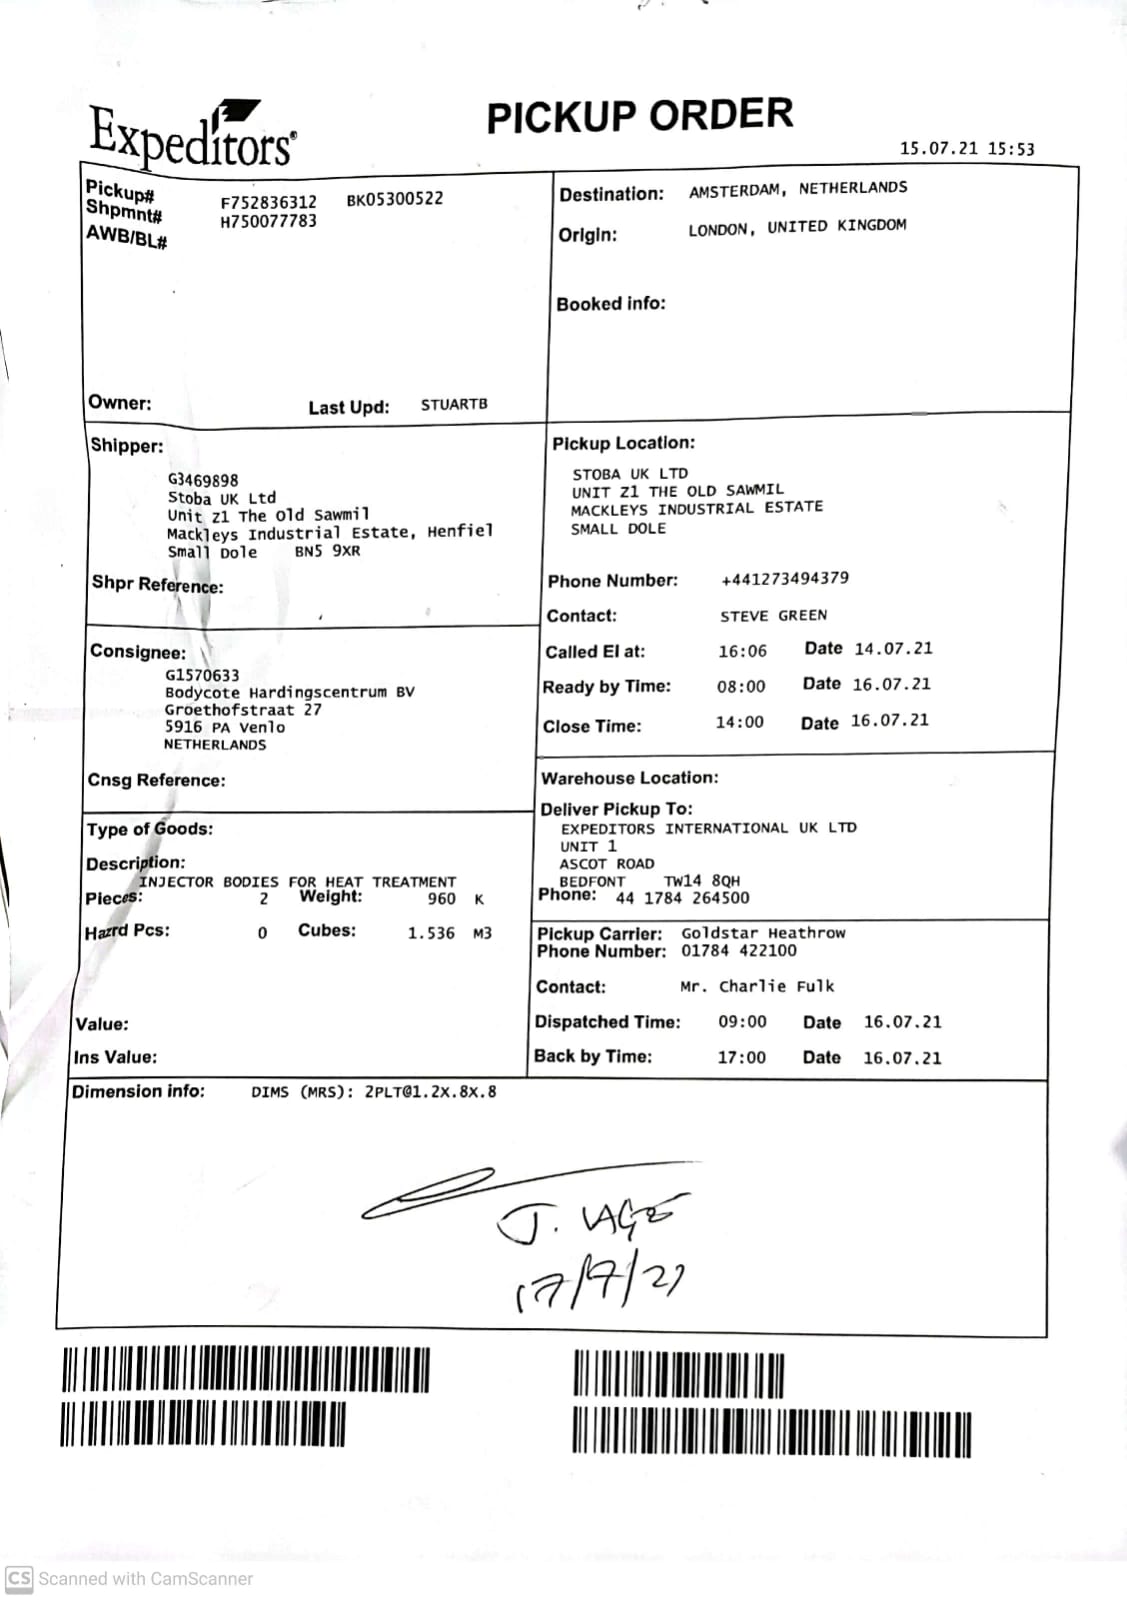 Expeditors®
PICKUP ORDER
15.07.21 15:53
Pickup# F752836312 BK05300522
Shpmnt# H750077783
AWB/BL#
Owner: Last Upd: STUARTB
Destination: AMSTERDAM, NETHERLANDS
Origin: LONDON, UNITED KINGDOM
Booked info:
Shipper:
G3469898
Stoba UK Ltd
Unit Z1 The Old Sawmil
Mackleys Industrial Estate, Henfiel
Small Dole BN5 9XR
Shpr Reference:
Pickup Location:
STOBA UK LTD
UNIT Z1 THE OLD SAWMIL
MACKLEYS INDUSTRIAL ESTATE
SMALL DOLE
Phone Number: +441273494379
Contact: STEVE GREEN
Called EI at: 16:06 Date 14.07.21
Ready by Time: 08:00 Date 16.07.21
Close Time: 14:00 Date 16.07.21
Consignee:
G1570633
Bodycote Hardingscentrum BV
Groethofstraat 27
5916 PA Venlo
NETHERLANDS
Cnsg Reference:
Warehouse Location:
Deliver Pickup To:
EXPEDITORS INTERNATIONAL UK LTD
UNIT 1
ASCOT ROAD
BEDFONT TW14 8QH
Phone: 44 1784 264500
Type of Goods:
Description:
INJECTOR BODIES FOR HEAT TREATMENT
Pieces: 2 Weight: 960 K
Hazrd Pcs: 0 Cubes: 1.536 M3
Value:
Ins Value:
Pickup Carrier: Goldstar Heathrow
Phone Number: 01784 422100
Contact: Mr. Charlie Fulk
Dispatched Time: 09:00 Date 16.07.21
Back by Time: 17:00 Date 16.07.21
Dimension info: DIMS (MRS): 2PLT@1.2X.8X.8
J.
17/7/21
CS Scanned with CamScanner